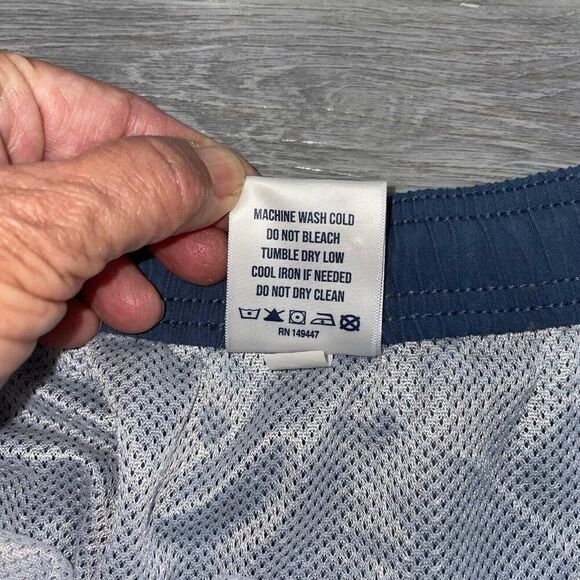 MACHINE WASH COLD
DO NOT BLEACH
TUMBLE DRY LOW
COOL IRON IF NEEDED
DO NOT DRY CLEAN
RN 149447